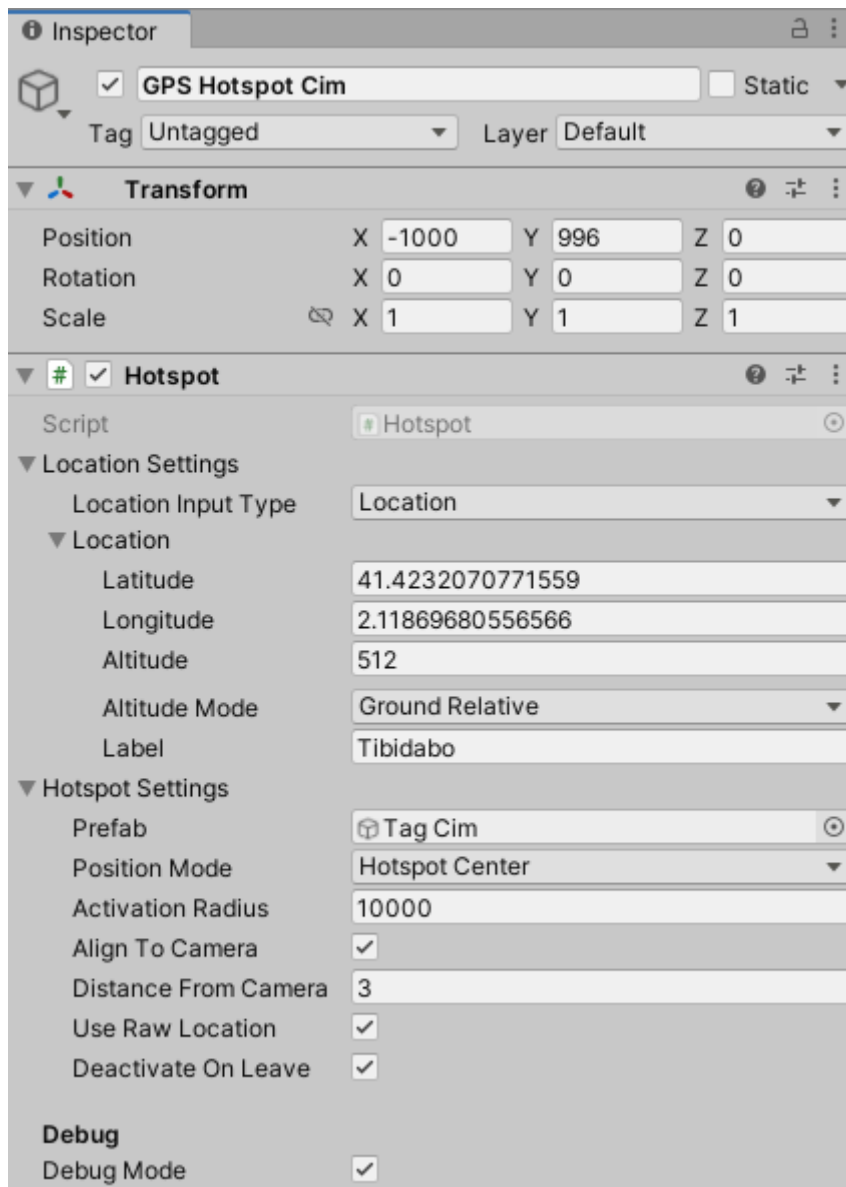 Inspector
GPS Hotspot Cim Static
Tag Untagged Layer Default
Transform
Position X -1000 Y 996 Z 0
Rotation X 0 Y 0 Z 0
Scale X 1 Y 1 Z 1
# Hotspot
Script # Hotspot
Location Settings
Location Input Type Location
Location
Latitude 41.4232070771559
Longitude 2.11869680556566
Altitude 512
Altitude Mode Ground Relative
Label Tibidabo
Hotspot Settings
Prefab Tag Cim
Position Mode Hotspot Center
Activation Radius 10000
Align To Camera
Distance From Camera 3
Use Raw Location
Deactivate On Leave
Debug
Debug Mode